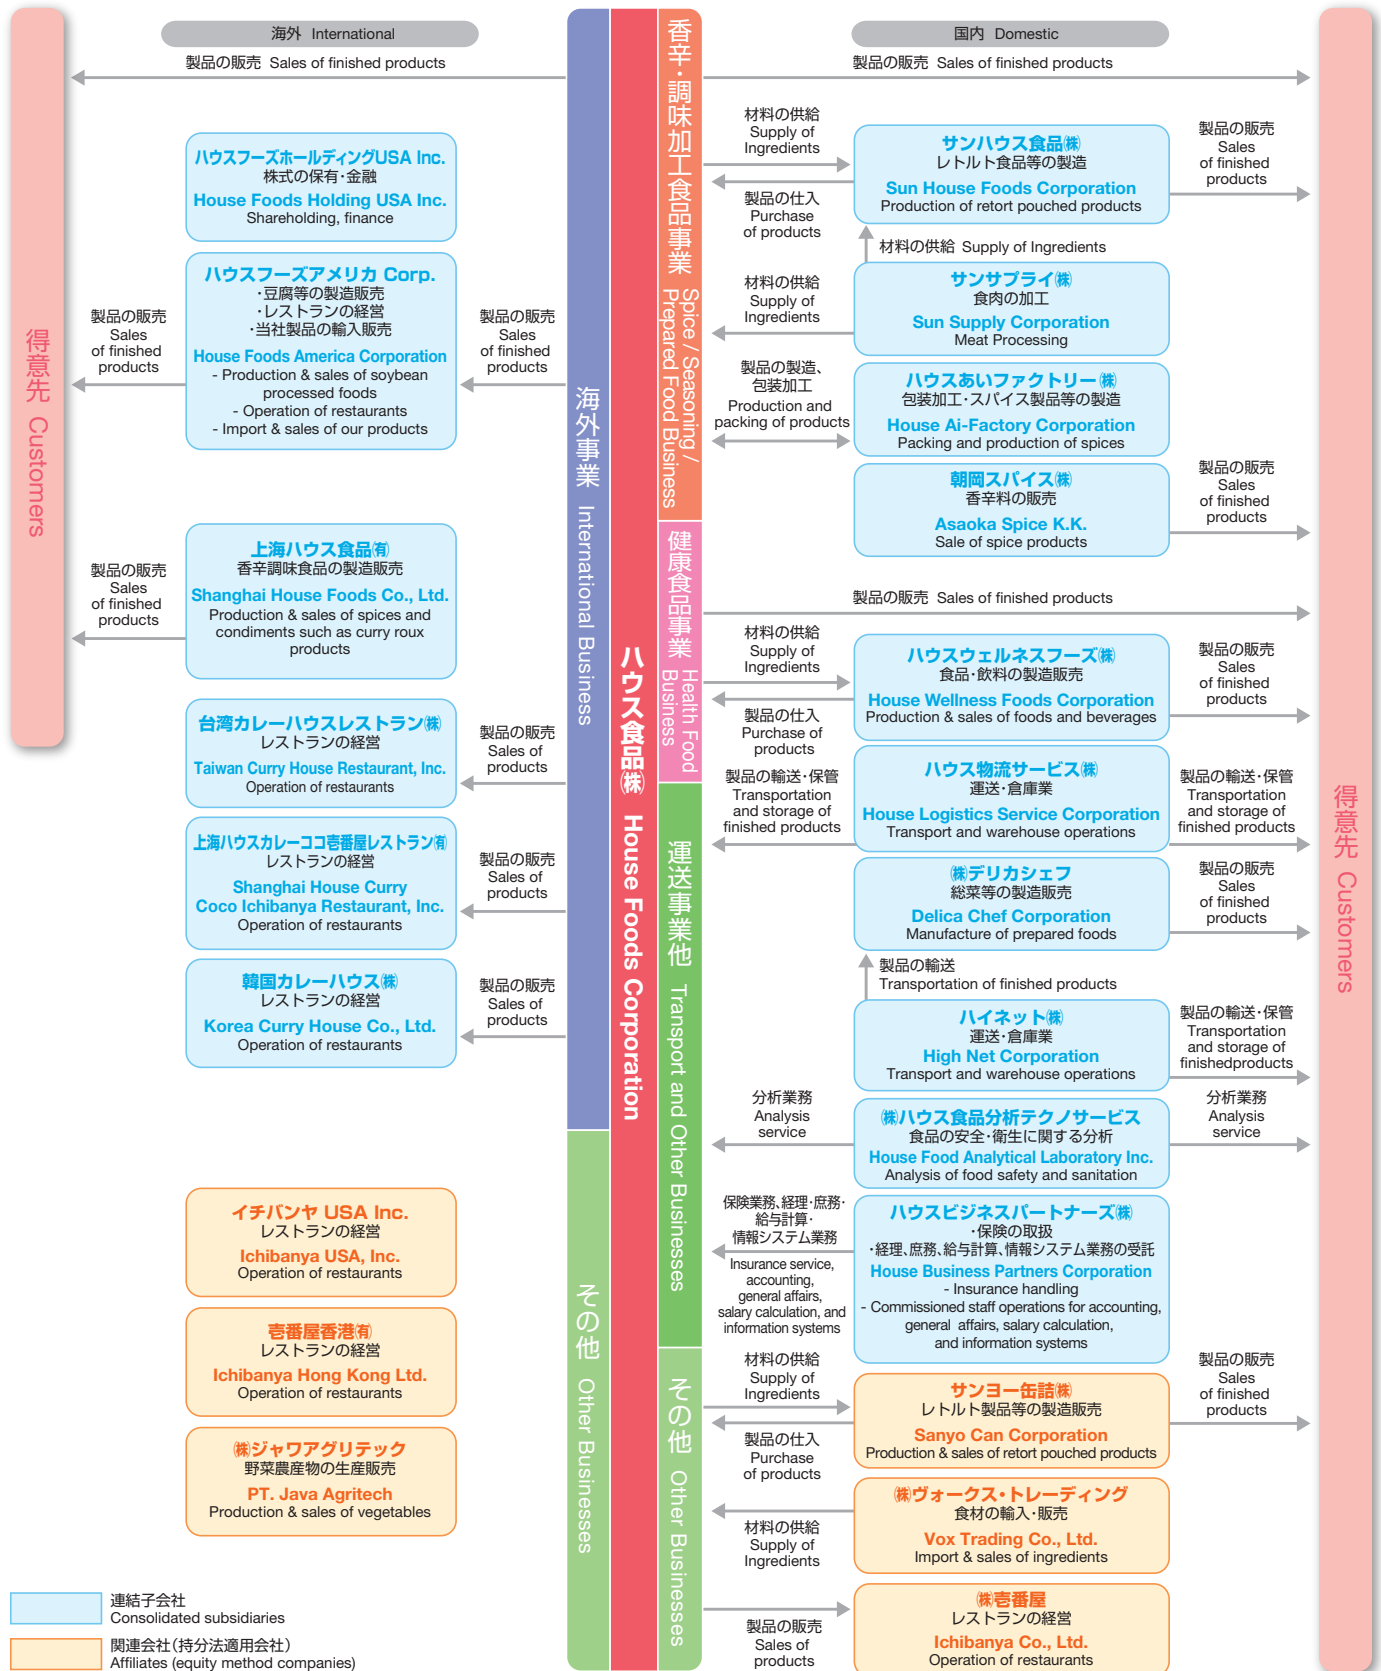 海外 International
製品の販売 Sales of finished products
ハウスフーズホールディングUSA Inc.
株式の保有・金融
House Foods Holding USA Inc.
Shareholding, finance
ハウスフーズアメリカ Corp.
・豆腐等の製造販売
・レストランの経営
・当社製品の輸入販売
House Foods America Corporation
- Production & sales of soybean
processed foods
- Operation of restaurants
- Import & sales of our products
製品の販売
Sales
of finished
products
製品の販売
Sales
of finished
products
得意先 Customers
上海ハウス食品㈲
香辛調味食品の製造販売
Shanghai House Foods Co., Ltd.
Production & sales of spices and
condiments such as curry roux
products
製品の販売
Sales
of finished
products
台湾カレーハウスレストラン㈱
レストランの経営
Taiwan Curry House Restaurant, Inc.
Operation of restaurants
製品の販売
Sales of
products
上海ハウスカレーココ壱番屋レストラン㈲
レストランの経営
Shanghai House Curry
Coco Ichibanya Restaurant, Inc.
Operation of restaurants
製品の販売
Sales of
products
韓国カレーハウス㈱
レストランの経営
Korea Curry House Co., Ltd.
Operation of restaurants
製品の販売
Sales of
products
イチバンヤ USA Inc.
レストランの経営
Ichibanya USA, Inc.
Operation of restaurants
壱番屋香港㈲
レストランの経営
Ichibanya Hong Kong Ltd.
Operation of restaurants
㈱ジャワアグリテック
野菜農産物の生産販売
PT. Java Agritech
Production & sales of vegetables
連結子会社
Consolidated subsidiaries
関連会社（持分法適用会社）
Affiliates (equity method companies)
海外事業 International Business
その他 Other Businesses
ハウス食品㈱ House Foods Corporation
香辛・調味加工食品事業 Spice / Seasoning /
Prepared Food Business
健康食品事業 Health Food
Business
運送事業他 Transport and Other Businesses
その他 Other Businesses
国内 Domestic
製品の販売 Sales of finished products
材料の供給
Supply of
Ingredients
製品の仕入
Purchase
of products
サンハウス食品㈱
レトルト食品等の製造
Sun House Foods Corporation
Production of retort pouched products
製品の販売
Sales
of finished
products
材料の供給 Supply of Ingredients
材料の供給
Supply of
Ingredients
サンサプライ㈱
食肉の加工
Sun Supply Corporation
Meat Processing
製品の製造、
包装加工
Production and
packing of products
ハウスあいファクトリー㈱
包装加工・スパイス製品等の製造
House Ai-Factory Corporation
Packing and production of spices
朝岡スパイス㈱
香辛料の販売
Asaoka Spice K.K.
Sale of spice products
製品の販売
Sales
of finished
products
製品の販売 Sales of finished products
材料の供給
Supply of
Ingredients
製品の仕入
Purchase of
products
ハウスウェルネスフーズ㈱
食品・飲料の製造販売
House Wellness Foods Corporation
Production & sales of foods and beverages
製品の販売
Sales
of finished
products
製品の輸送・保管
Transportation
and storage of
finished products
ハウス物流サービス㈱
運送・倉庫業
House Logistics Service Corporation
Transport and warehouse operations
製品の輸送・保管
Transportation
and storage of
finished products
㈱デリカシェフ
総菜等の製造販売
Delica Chef Corporation
Manufacture of prepared foods
製品の販売
Sales
of finished
products
製品の輸送
Transportation of finished products
ハイネット㈱
運送・倉庫業
High Net Corporation
Transport and warehouse operations
製品の輸送・保管
Transportation
and storage of
finishedproducts
分析業務
Analysis
service
㈱ハウス食品分析テクノサービス
食品の安全・衛生に関する分析
House Food Analytical Laboratory Inc.
Analysis of food safety and sanitation
分析業務
Analysis
service
保険業務、経理・庶務・
給与計算・
情報システム業務
Insurance service,
accounting,
general affairs,
salary calculation, and
information systems
ハウスビジネスパートナーズ㈱
・保険の取扱
・経理、庶務、給与計算、情報システム業務の受託
House Business Partners Corporation
- Insurance handling
- Commissioned staff operations for accounting,
general affairs, salary calculation,
and information systems
材料の供給
Supply of
Ingredients
製品の仕入
Purchase
of products
サンヨー缶詰㈱
レトルト製品等の製造販売
Sanyo Can Corporation
Production & sales of retort pouched products
製品の販売
Sales
of finished
products
材料の供給
Supply of
Ingredients
㈱ヴォークス・トレーディング
食材の輸入・販売
Vox Trading Co., Ltd.
Import & sales of ingredients
製品の販売
Sales of
products
㈱壱番屋
レストランの経営
Ichibanya Co., Ltd.
Operation of restaurants
得意先 Customers